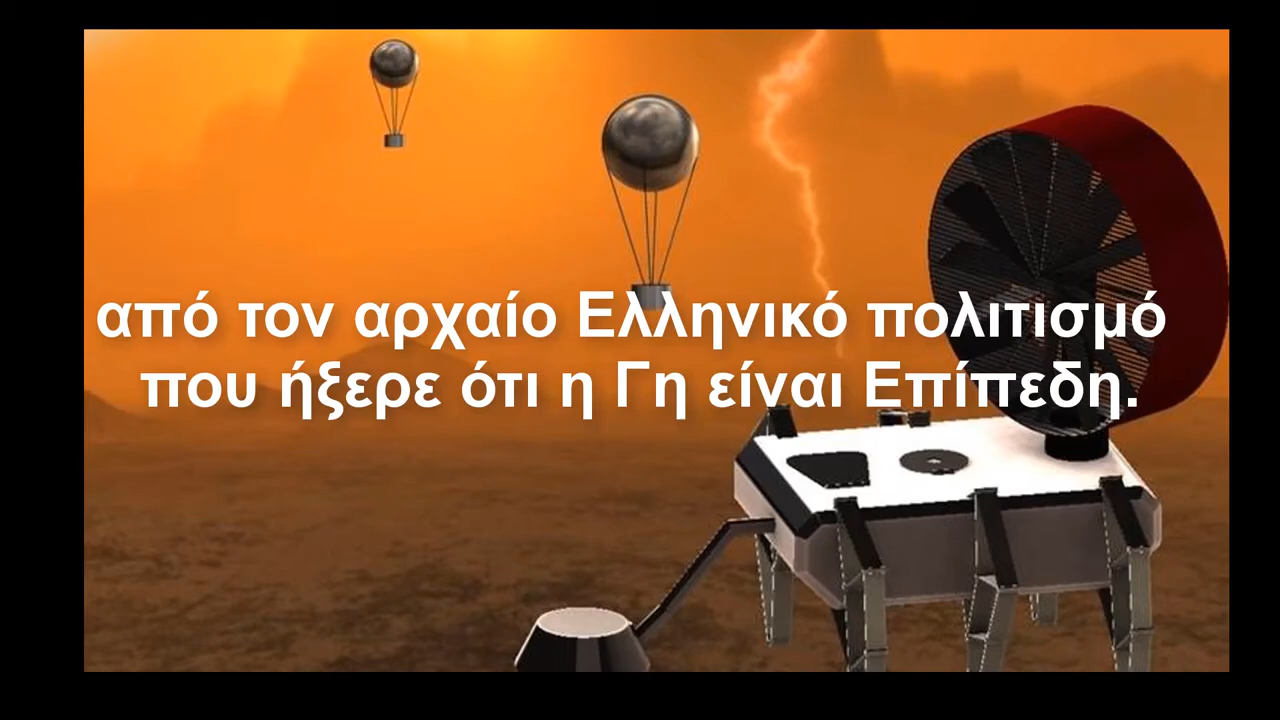 από τον αρχαίο Ελληνικό πολιτισμό
που ήξερε ότι η Γη είναι Επίπεδη.